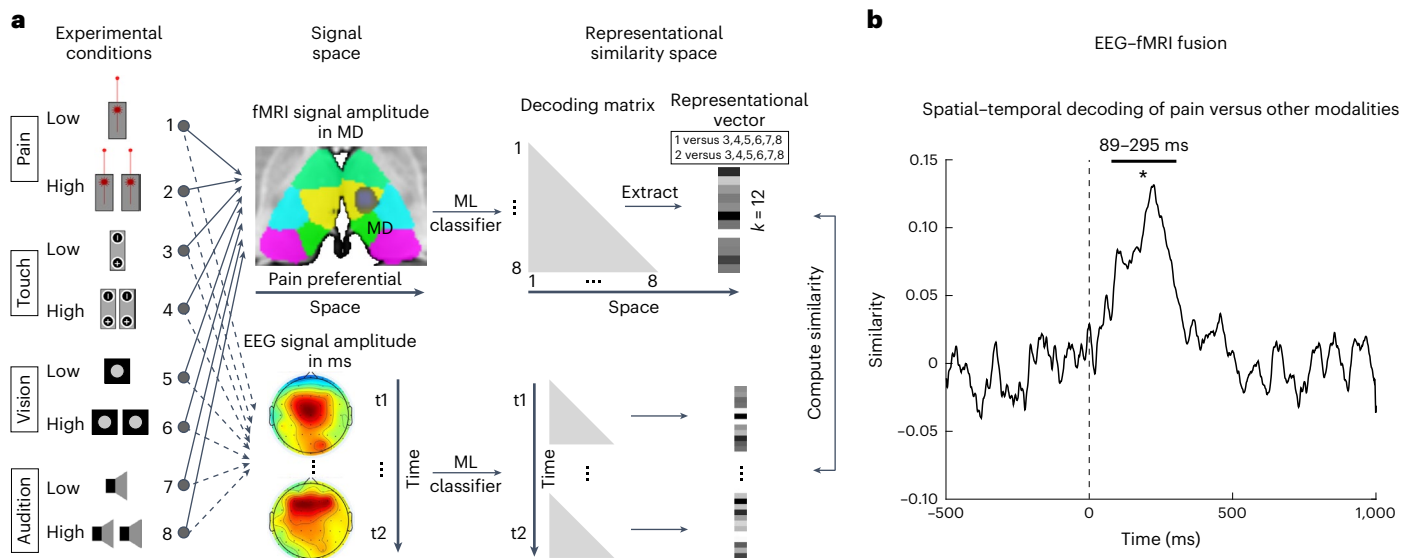 a
Experimental
conditions
Signal
space
Representational
similarity space
Pain
Low
High
1
2
Touch
Low
High
3
4
Vision
Low
High
5
6
Audition
Low
High
7
8
fMRI signal amplitude
in MD
MD
Pain preferential
Space
ML
classifier
Decoding matrix
1
⋮
8
1
...
8
Space
Extract
Representational
vector
1 versus 3,4,5,6,7,8
2 versus 3,4,5,6,7,8
k = 12
EEG signal amplitude
in ms
t1
⋮
t2
Time
ML
classifier
t1
t2
Time
Compute similarity
b
EEG–fMRI fusion
Spatial–temporal decoding of pain versus other modalities
89–295 ms
*
Similarity
0.15
0.10
0.05
0
−0.05
−0.10
−500
0
500
1,000
Time (ms)